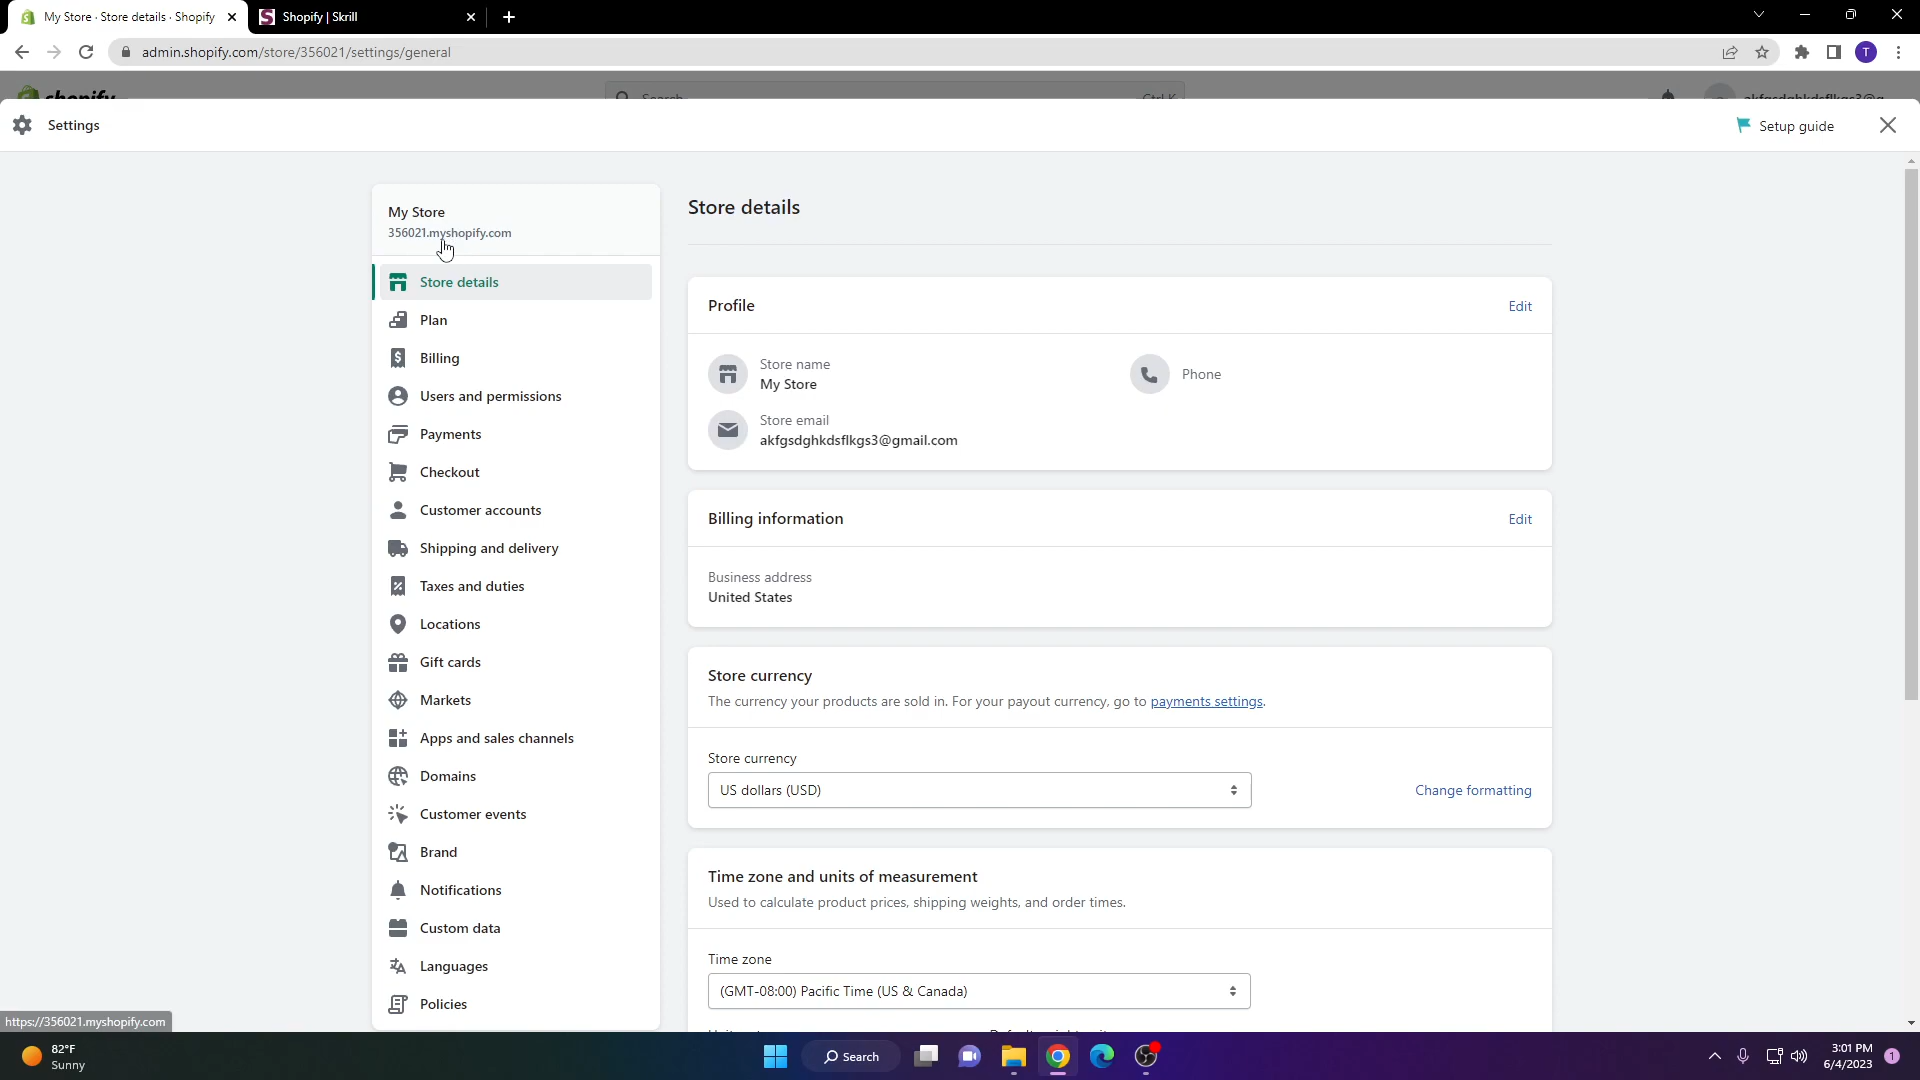 My Store · Store details · Shopify
Shopify | Skrill
admin.shopify.com/store/356021/settings/general
T
shopify
Search
Ctrl K
Settings
Setup guide
My Store
356021.myshopify.com
Store details
Plan
Billing
Users and permissions
Payments
Checkout
Customer accounts
Shipping and delivery
Taxes and duties
Locations
Gift cards
Markets
Apps and sales channels
Domains
Customer events
Brand
Notifications
Custom data
Languages
Policies
Store details
Profile
Edit
Store name
My Store
Phone
Store email
akfgsdghkdsflkgs3@gmail.com
Billing information
Edit
Business address
United States
Store currency
The currency your products are sold in. For your payout currency, go to payments settings.
Store currency
US dollars (USD)
Change formatting
Time zone and units of measurement
Used to calculate product prices, shipping weights, and order times.
Time zone
(GMT-08:00) Pacific Time (US & Canada)
https://356021.myshopify.com
82°F
Sunny
Search
3:01 PM
6/4/2023
1